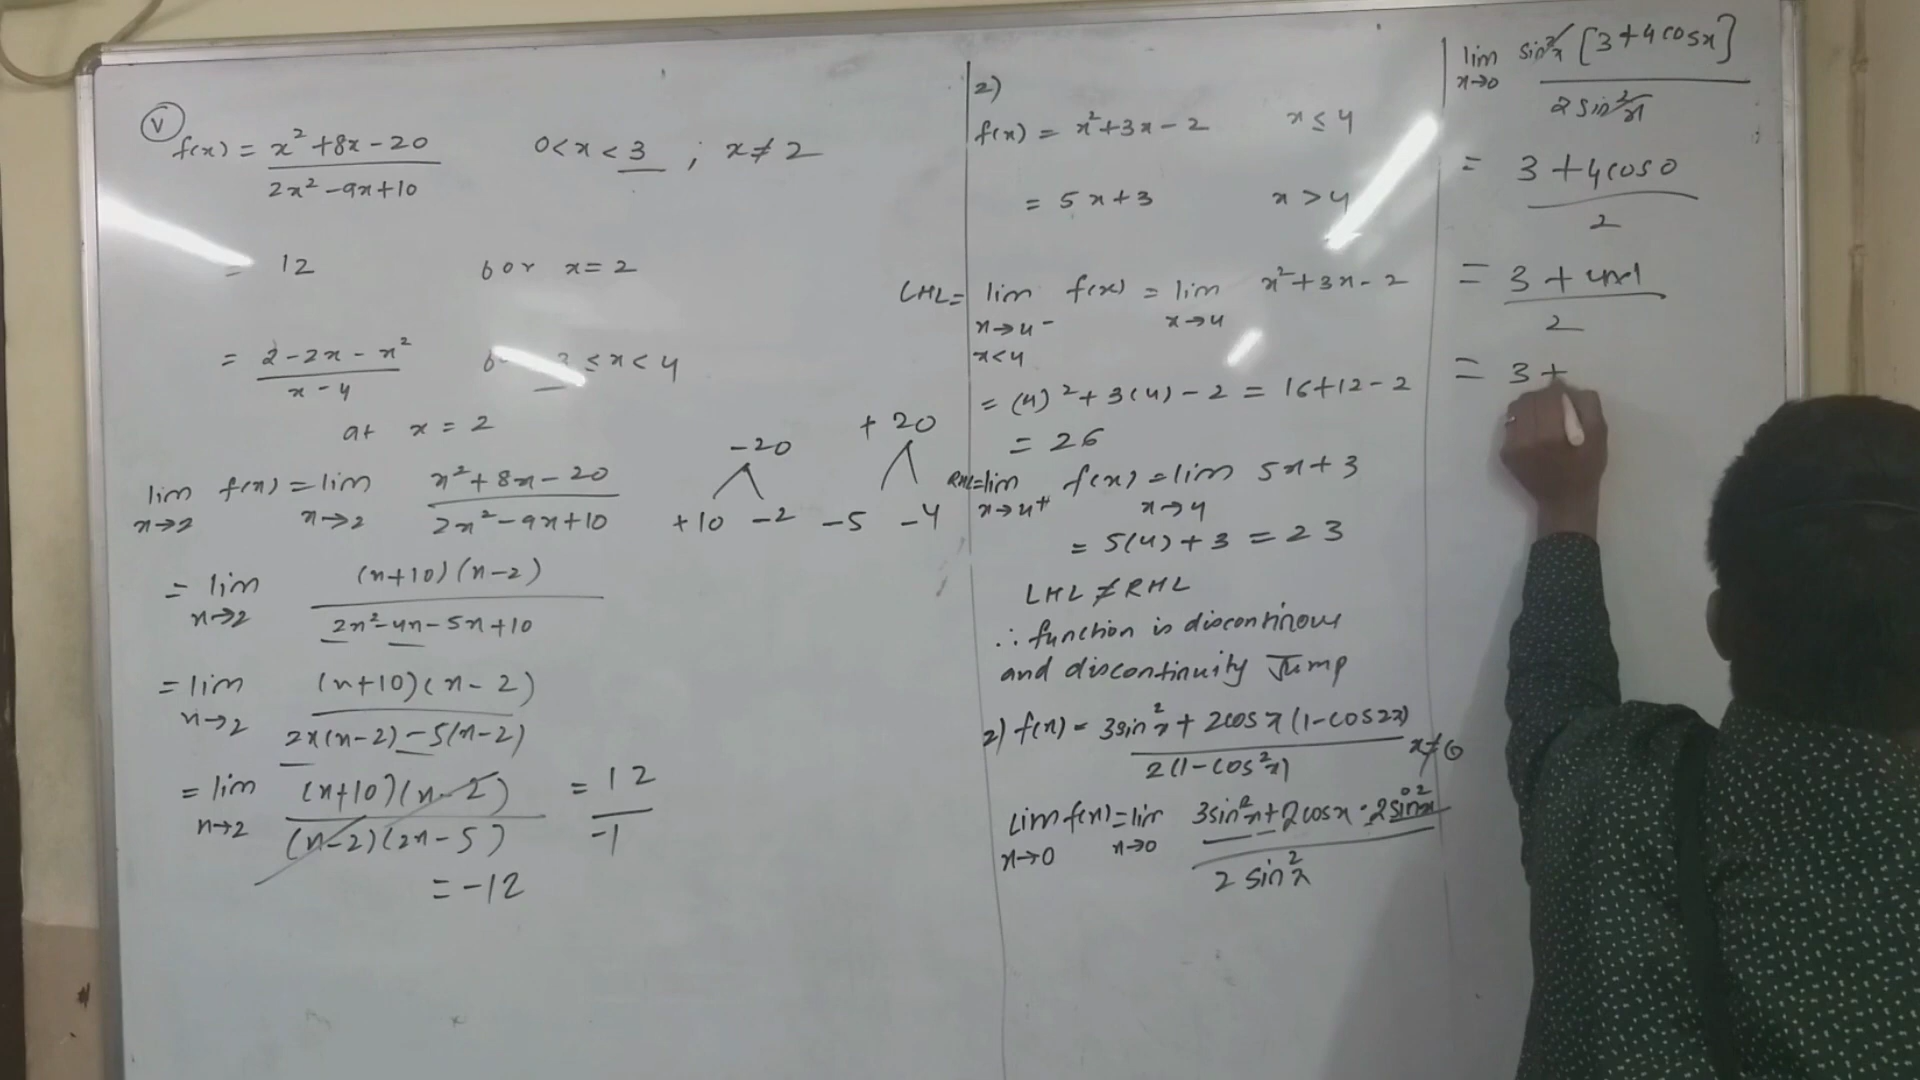 V
f(x) = x² + 8x - 20 / 2x² - 9x + 10    0 < x < 3 ; x ≠ 2
= 12    for x = 2
= 2 - 2x - x² / x - 4    3 ≤ x < 4
at x = 2
lim x→2 f(x) = lim x→2 x² + 8x - 20 / 2x² - 9x + 10
-20
+10 -2
+20
-5 -4
= lim x→2 (x+10)(x-2) / 2x² - 4x - 5x + 10
= lim x→2 (x+10)(x-2) / 2x(x-2) - 5(x-2)
= lim x→2 (x+10)(x-2) / (x-2)(2x-5) = 12 / -1
= -12
2)
f(x) = x² + 3x - 2    x ≤ 4
= 5x + 3    x > 4
LHL = lim x→4⁻ f(x) = lim x→4 x² + 3x - 2
x<4
= (4)² + 3(4) - 2 = 16 + 12 - 2
= 26
RHL = lim x→4⁺ f(x) = lim x→4 5x + 3
= 5(4) + 3 = 23
LHL ≠ RHL
∴ function is discontinous
and discontinuity Jump
2) f(x) = 3sin²x + 2cosx (1 - cos2x) / 2(1 - cos²x)    x ≠ 0
Lim x→0 f(x) = lim x→0 3sin²x + 2cosx · 2sin²x / 2 sin²x
lim x→0 sin²x [3 + 4cosx] / 2 sin²x
= 3 + 4cos0 / 2
= 3 + 4×1 / 2
= 3 +